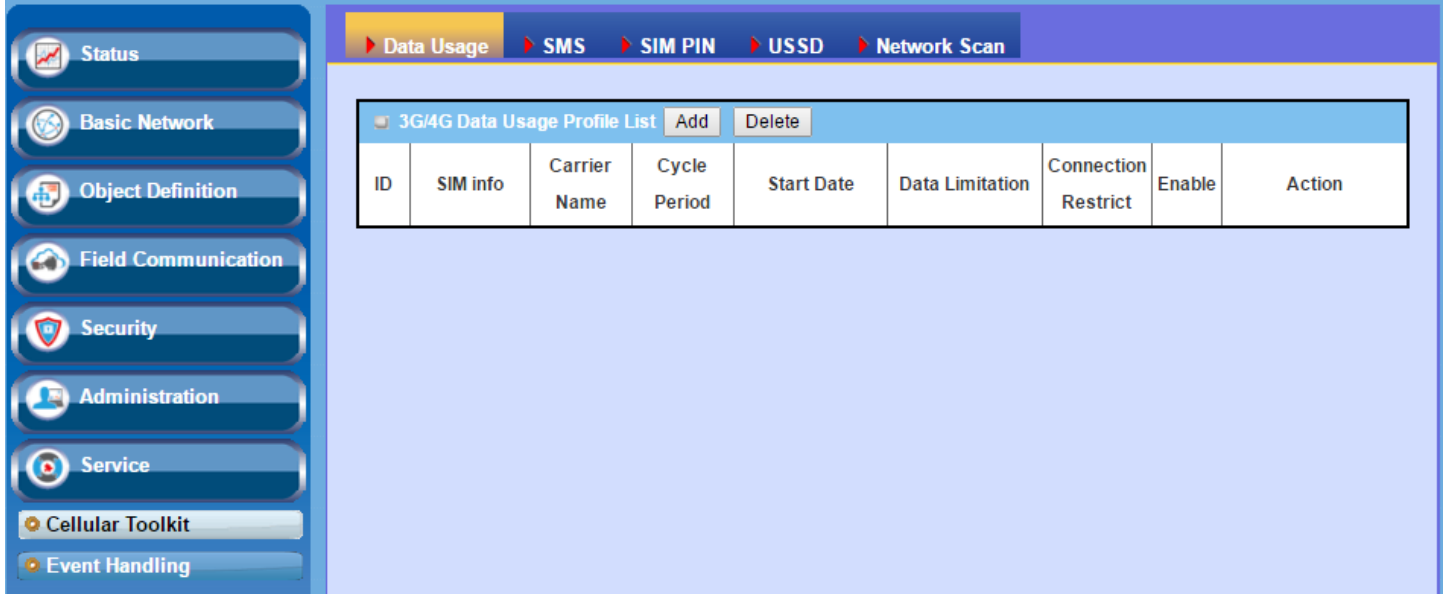 Status
Basic Network
Object Definition
Field Communication
Security
Administration
Service
Cellular Toolkit
Event Handling
Data Usage SMS SIM PIN USSD Network Scan
3G/4G Data Usage Profile List Add Delete
ID SIM info Carrier Name Cycle Period Start Date Data Limitation Connection Restrict Enable Action